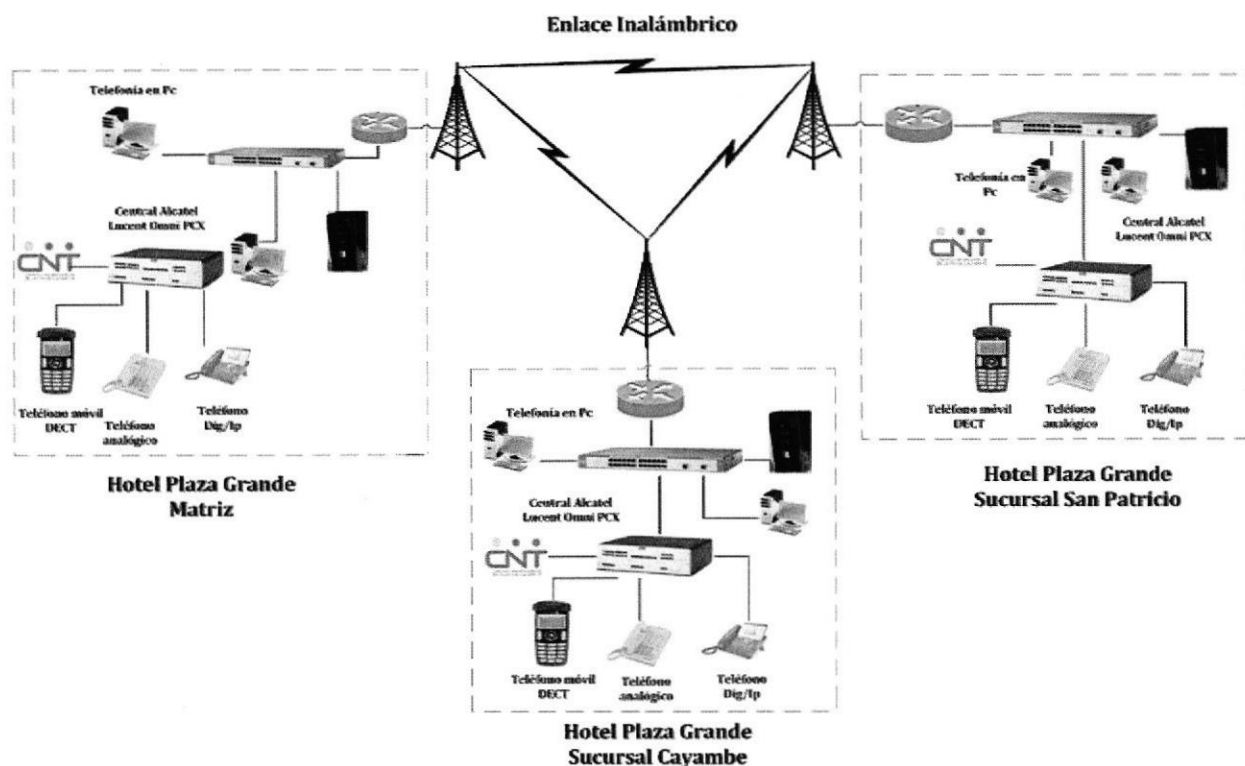 Enlace Inalámbrico
Telefonía en Pc
Central Alcatel
Lucent Omni PCX
CNT
Teléfono móvil
DECT
Teléfono
analógico
Teléfono
Dig/Ip
Hotel Plaza Grande
Matriz
Telefonía en
Pc
Central Alcatel
Lucent Omni PCX
CNT
Teléfono móvil
DECT
Teléfono
analógico
Teléfono
Dig/Ip
Hotel Plaza Grande
Sucursal San Patricio
Telefonía en Pc
Central Alcatel
Lucent Omni PCX
CNT
Teléfono móvil
DECT
Teléfono
analógico
Teléfono
Dig/Ip
Hotel Plaza Grande
Sucursal Cayambe